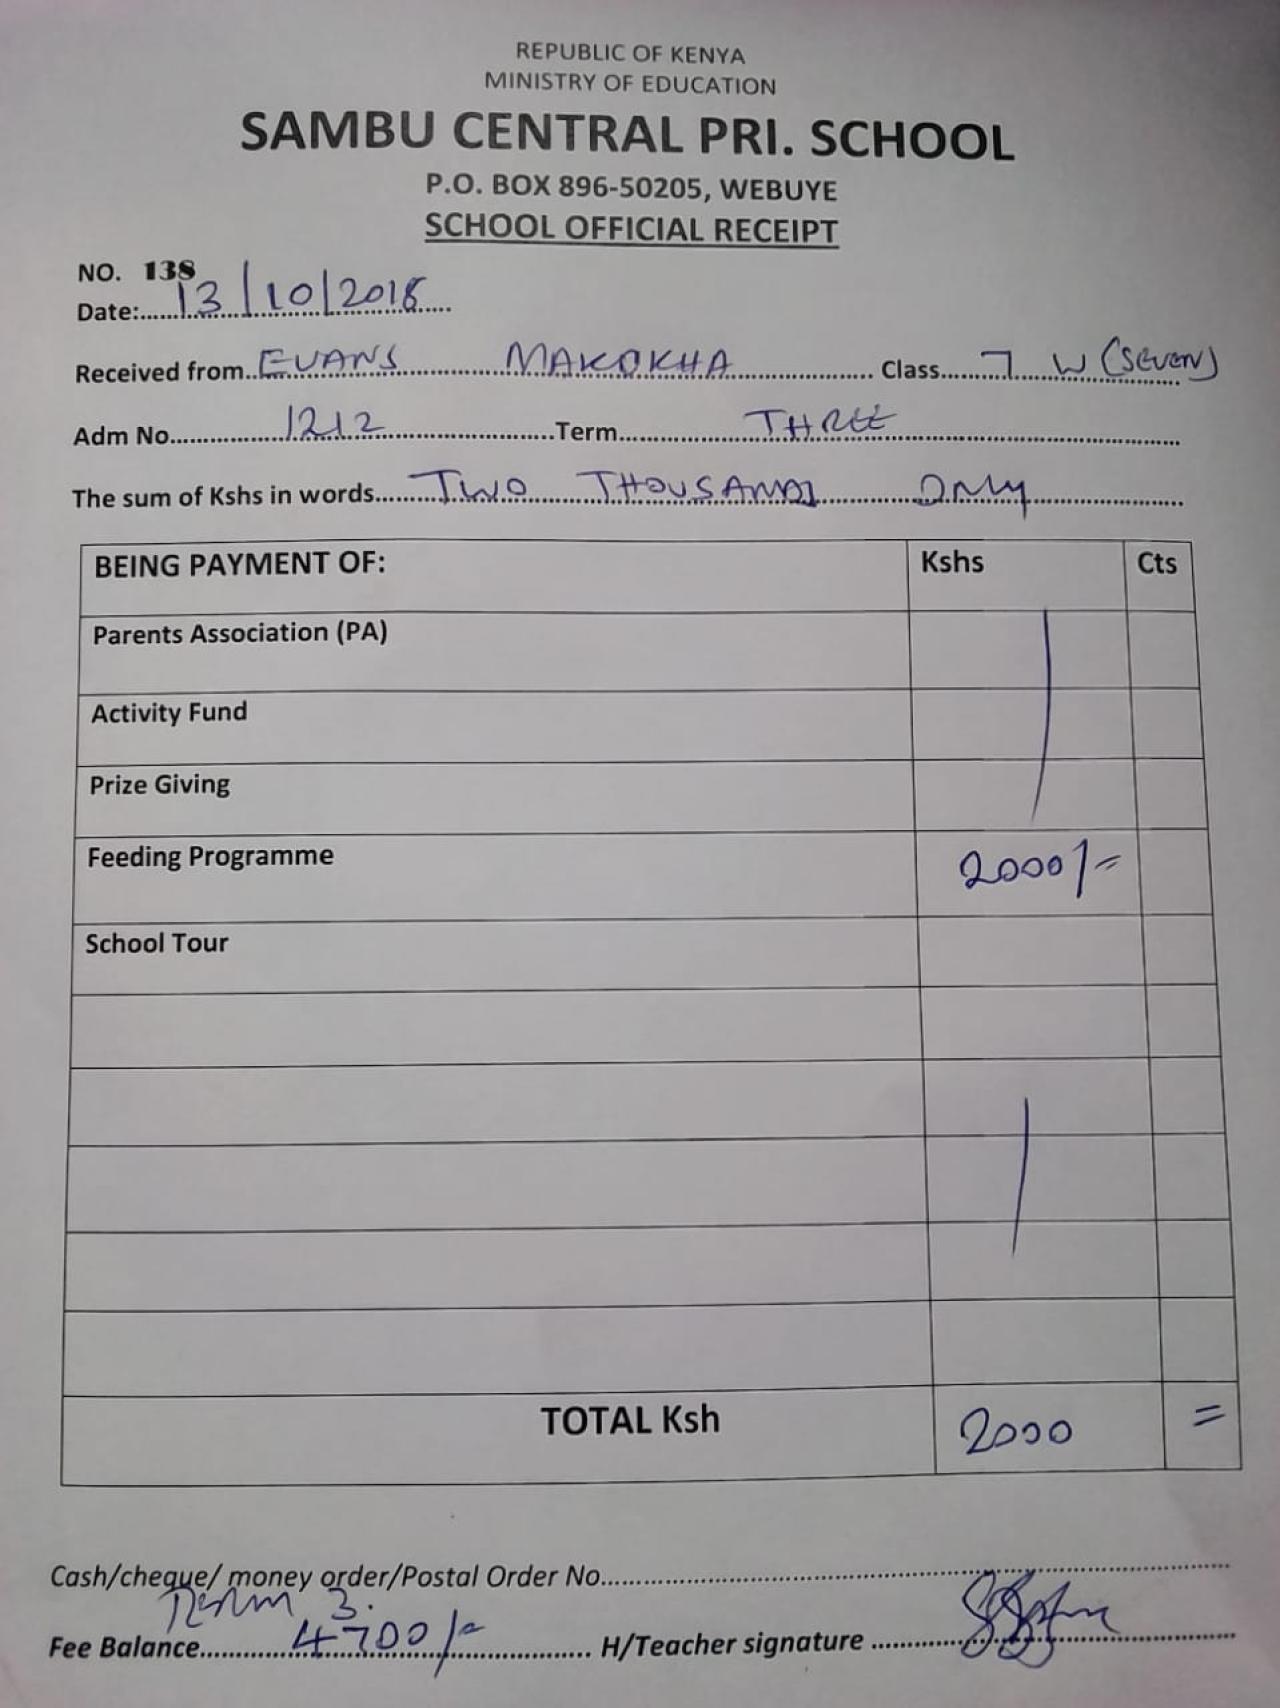 REPUBLIC OF KENYA
MINISTRY OF EDUCATION
SAMBU CENTRAL PRI. SCHOOL
P.O. BOX 896-50205, WEBUYE
SCHOOL OFFICIAL RECEIPT
NO. 138
Date:.....13/10/2018.....
Received from..EVANS MAKOKHA.......... Class.....7 W (SEVEN)
Adm No...........1212..............Term..........THREE..........
The sum of Kshs in words.....TWO THOUSAND ONLY..........
BEING PAYMENT OF: Kshs Cts
Parents Association (PA)
Activity Fund
Prize Giving
Feeding Programme 2000/=
School Tour
TOTAL Ksh 2000 =
Cash/cheque/ money order/Postal Order No..........
Term 3.
Fee Balance..........4700/=.......... H/Teacher signature ..........